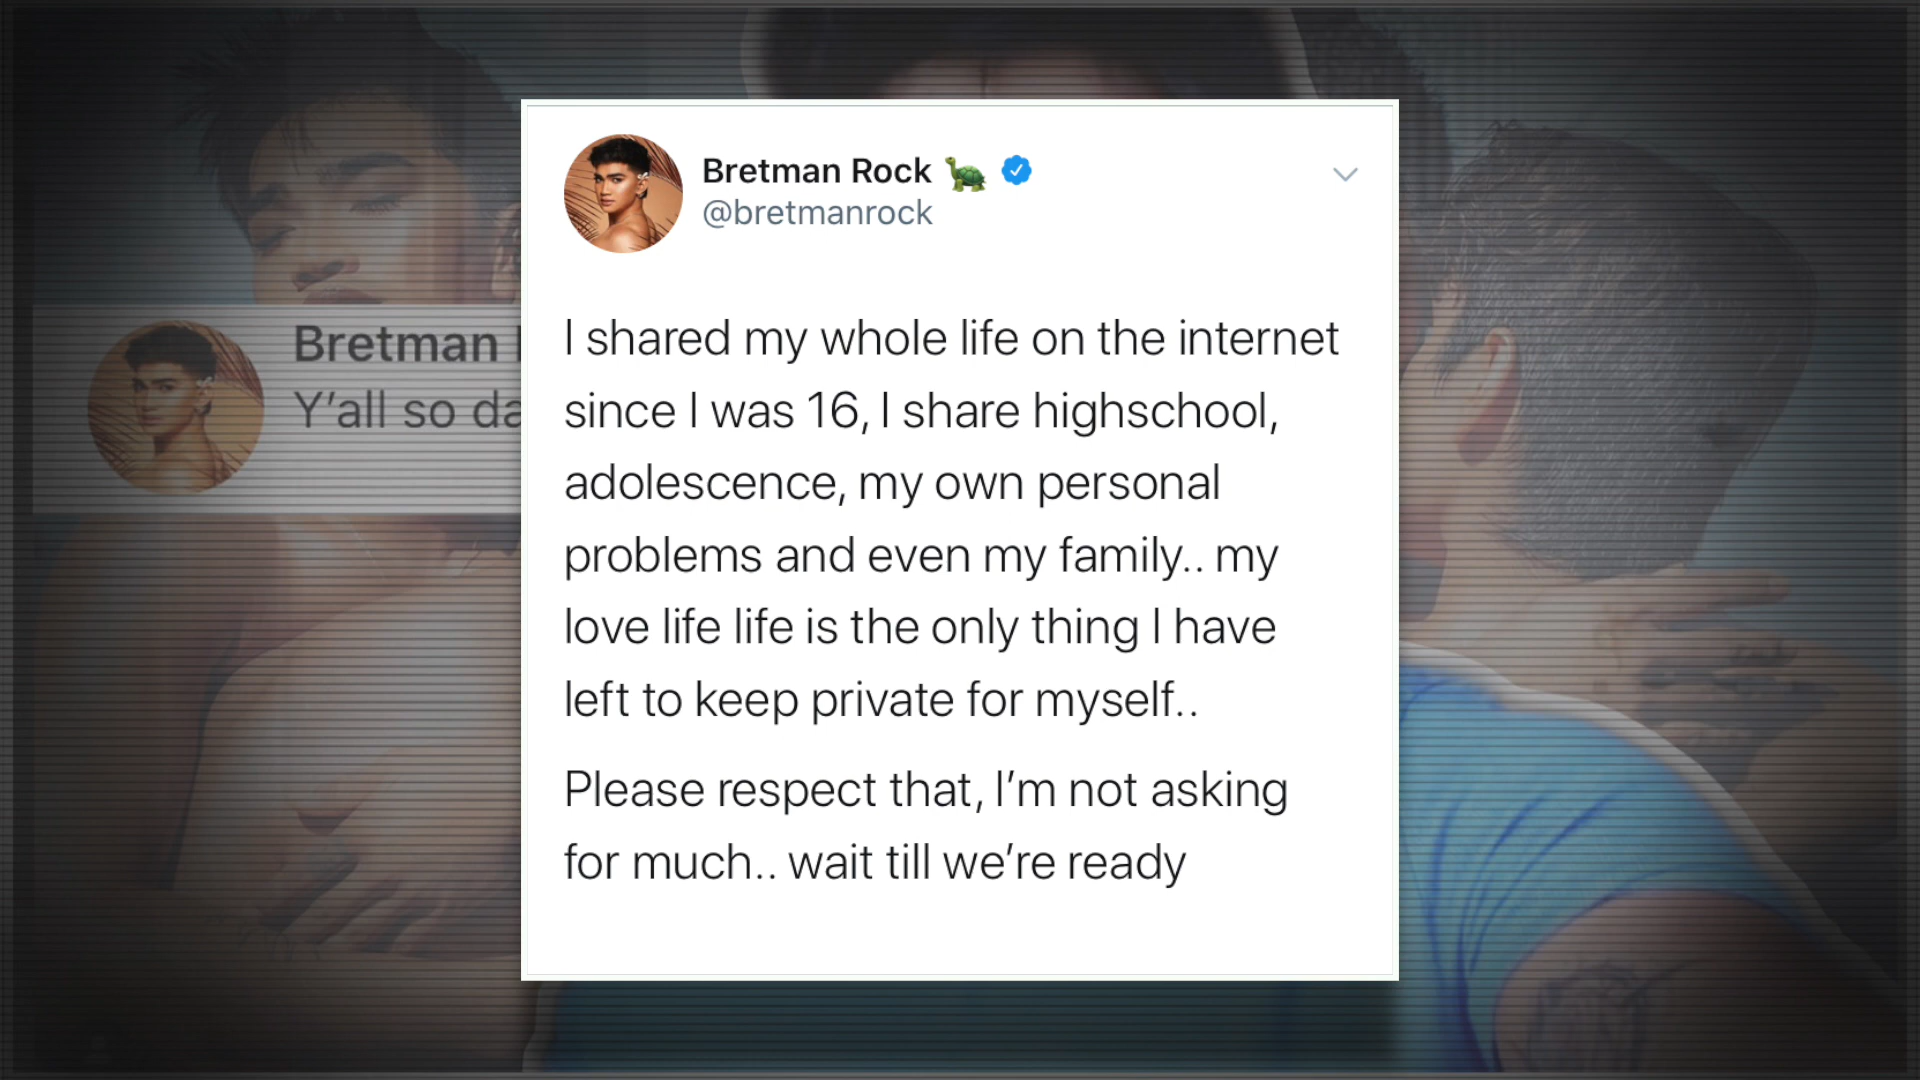 Bretman Rock
@bretmanrock
I shared my whole life on the internet
since I was 16, I share highschool,
adolescence, my own personal
problems and even my family.. my
love life life is the only thing I have
left to keep private for myself..
Please respect that, I'm not asking
for much.. wait till we're ready
Bretman
Y'all so